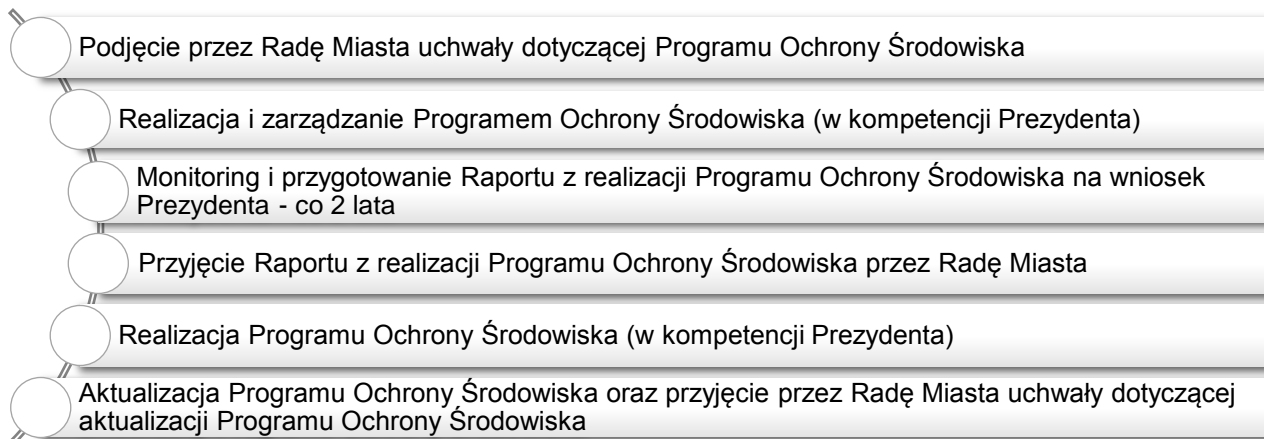 Podjęcie przez Radę Miasta uchwały dotyczącej Programu Ochrony Środowiska
Realizacja i zarządzanie Programem Ochrony Środowiska (w kompetencji Prezydenta)
Monitoring i przygotowanie Raportu z realizacji Programu Ochrony Środowiska na wniosek
Prezydenta - co 2 lata
Przyjęcie Raportu z realizacji Programu Ochrony Środowiska przez Radę Miasta
Realizacja Programu Ochrony Środowiska (w kompetencji Prezydenta)
Aktualizacja Programu Ochrony Środowiska oraz przyjęcie przez Radę Miasta uchwały dotyczącej
aktualizacji Programu Ochrony Środowiska